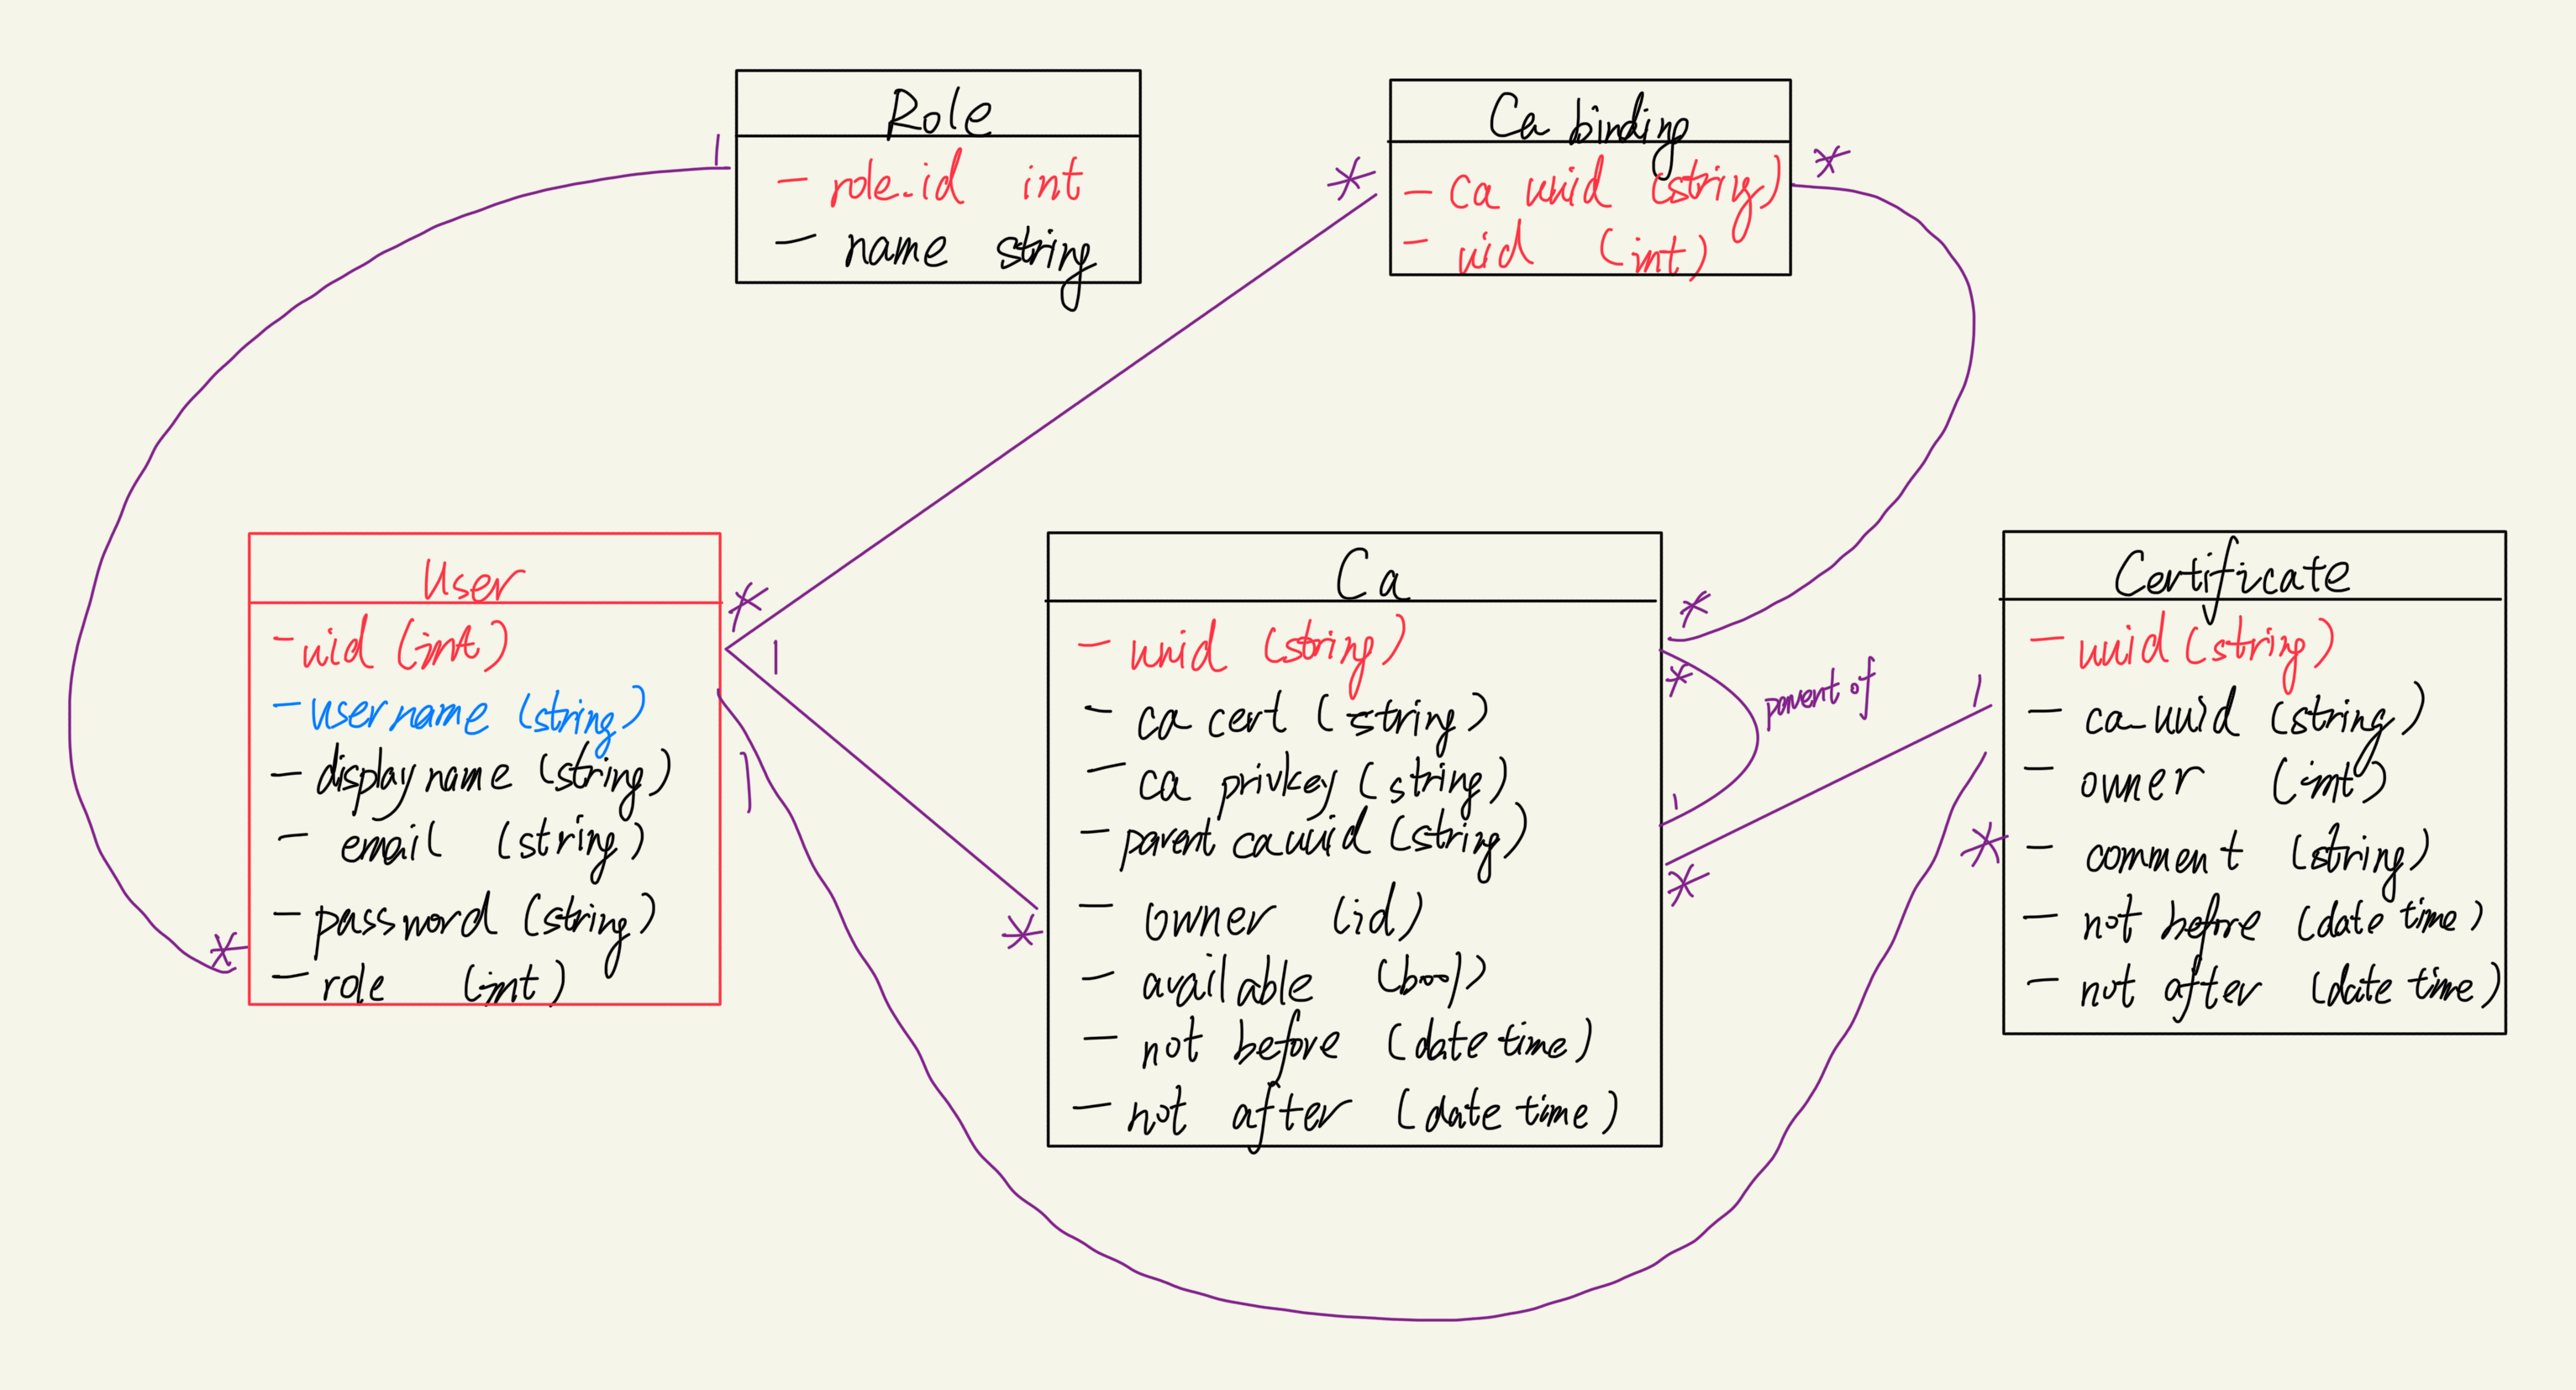 Role
- role_id int
- name string
Ca binding
- ca uuid (string)
- uid (int)
1
*
*
User
- uid (int)
- username (string)
- display name (string)
- email (string)
- password (string)
- role (int)
*
*
1
1
Ca
- uuid (string)
- ca cert (string)
- ca privkey (string)
- parent ca uuid (string)
- owner (id)
- available (bool)
- not before (date time)
- not after (date time)
*
*
*
1
*
parent of
Certificate
- uuid (string)
- ca_uuid (string)
- owner (int)
- comment (string)
- not before (date time)
- not after (date time)
1
*